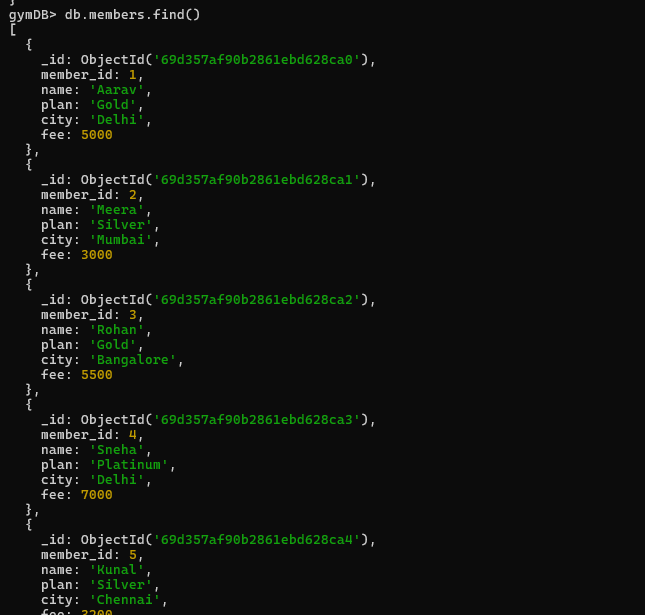 }
gymDB> db.members.find()
[
  {
    _id: ObjectId('69d357af90b2861ebd628ca0'),
    member_id: 1,
    name: 'Aarav',
    plan: 'Gold',
    city: 'Delhi',
    fee: 5000
  },
  {
    _id: ObjectId('69d357af90b2861ebd628ca1'),
    member_id: 2,
    name: 'Meera',
    plan: 'Silver',
    city: 'Mumbai',
    fee: 3000
  },
  {
    _id: ObjectId('69d357af90b2861ebd628ca2'),
    member_id: 3,
    name: 'Rohan',
    plan: 'Gold',
    city: 'Bangalore',
    fee: 5500
  },
  {
    _id: ObjectId('69d357af90b2861ebd628ca3'),
    member_id: 4,
    name: 'Sneha',
    plan: 'Platinum',
    city: 'Delhi',
    fee: 7000
  },
  {
    _id: ObjectId('69d357af90b2861ebd628ca4'),
    member_id: 5,
    name: 'Kunal',
    plan: 'Silver',
    city: 'Chennai',
    fee: 3200